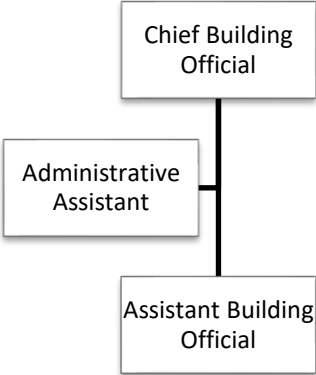 Chief Building
Official
Administrative
Assistant
Assistant Building
Official